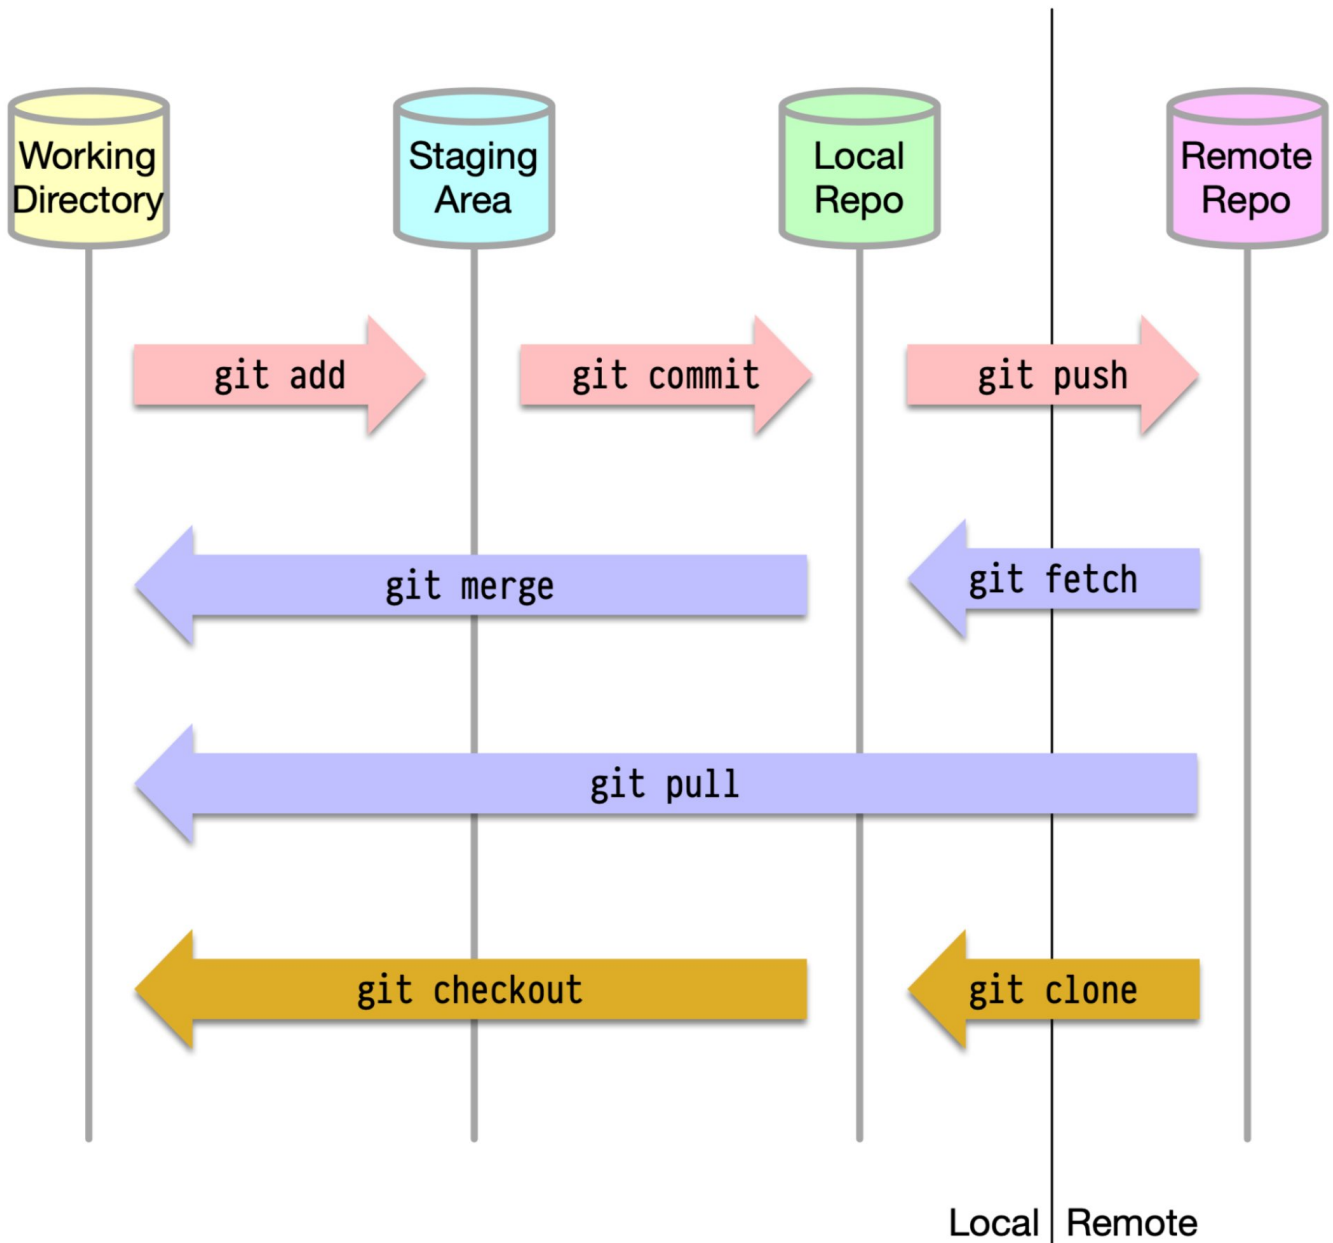 Working
Directory
Staging
Area
Local
Repo
Remote
Repo
git add
git commit
git push
git merge
git fetch
git pull
git checkout
git clone
Local
Remote